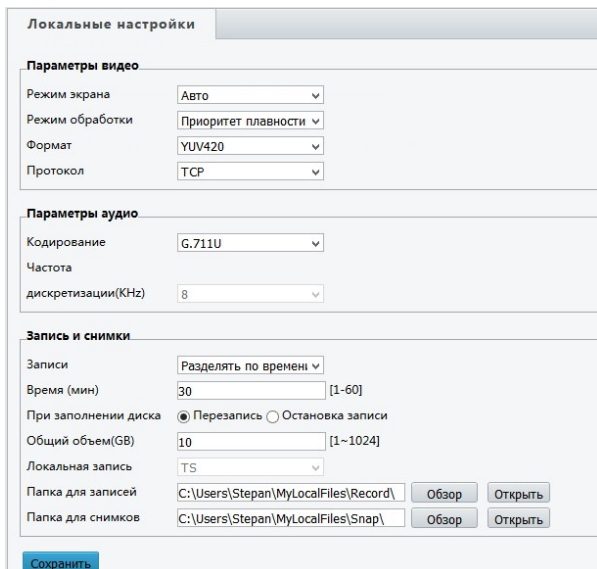 Локальные настройки
Параметры видео
Режим экрана Авто
Режим обработки Приоритет плавности
Формат YUV420
Протокол TCP
Параметры аудио
Кодирование G.711U
Частота
дискретизации(KHz) 8
Запись и снимки
Записи Разделять по времени
Время (мин) 30 [1-60]
При заполнении диска Перезапись Остановка записи
Общий объем(GB) 10 [1~1024]
Локальная запись TS
Папка для записей C:\Users\Stepan\MyLocalFiles\Record\ Обзор Открыть
Папка для снимков C:\Users\Stepan\MyLocalFiles\Snap\ Обзор Открыть
Сохранить